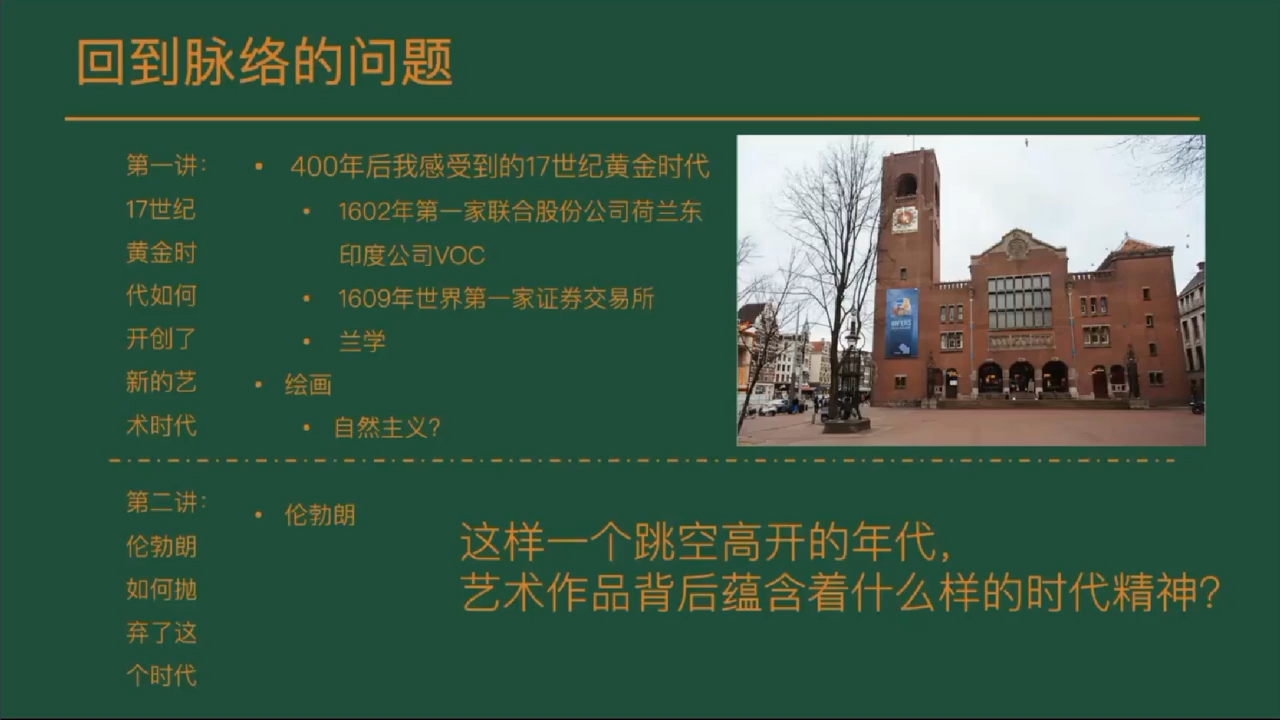 回到脉络的问题
第一讲:
17世纪
黄金时
代如何
开创了
新的艺
术时代
• 400年后我感受到的17世纪黄金时代
• 1602年第一家联合股份公司荷兰东
印度公司VOC
• 1609年世界第一家证券交易所
• 兰学
• 绘画
• 自然主义?
第二讲:
伦勃朗
如何抛
弃了这
个时代
• 伦勃朗
这样一个跳空高开的年代,
艺术作品背后蕴含着什么样的时代精神?